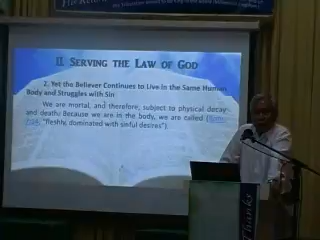 II. SERVING THE LAW OF GOD
2. Yet the Believer Continues to Live in the Same Human
Body and Struggles with Sin
We are mortal, and therefore, subject to physical decay
and death. Because we are in the body, we are called
"fleshly, dominated with sinful desires").
Thanks